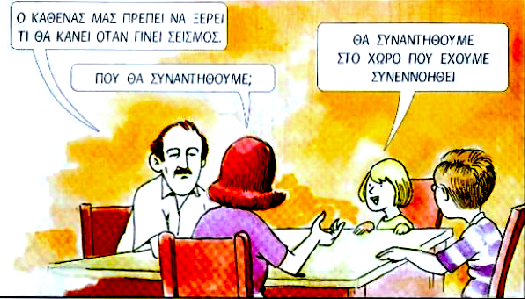 Ο ΚΑΘΕΝΑΣ ΜΑΣ ΠΡΕΠΕΙ ΝΑ ΞΕΡΕΙ
ΤΙ ΘΑ ΚΑΝΕΙ ΟΤΑΝ ΓΙΝΕΙ ΣΕΙΣΜΟΣ.
ΠΟΥ ΘΑ ΣΥΝΑΝΤΗΘΟΥΜΕ;
ΘΑ ΣΥΝΑΝΤΗΘΟΥΜΕ
ΣΤΟ ΧΩΡΟ ΠΟΥ ΕΧΟΥΜΕ
ΣΥΝΕΝΝΟΗΘΕΙ